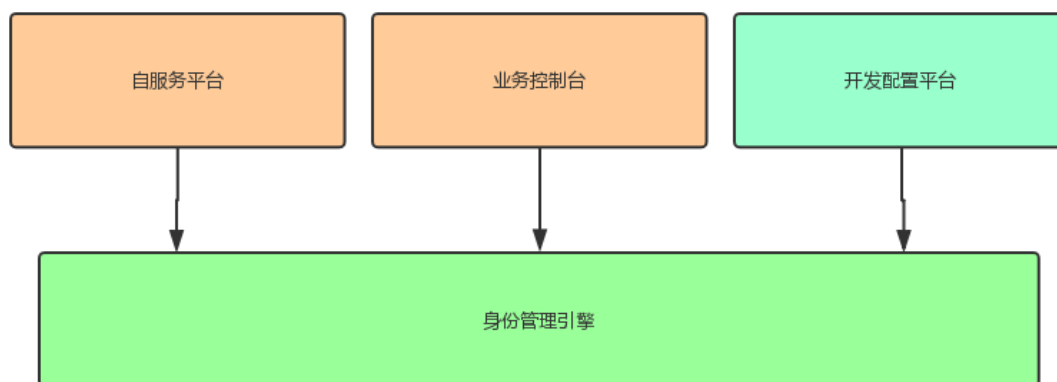 自服务平台
业务控制台
开发配置平台
身份管理引擎